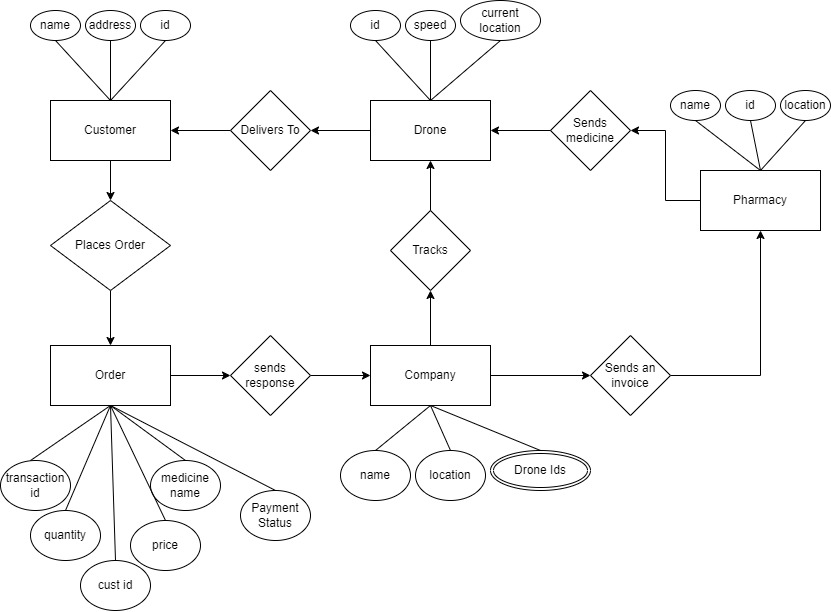 name
address
id
id
speed
current
location
name
id
location
Customer
Delivers To
Drone
Sends
medicine
Pharmacy
Places Order
Tracks
Order
sends
response
Company
Sends an
invoice
transaction
id
medicine
name
name
location
Drone Ids
quantity
Payment
Status
price
cust id